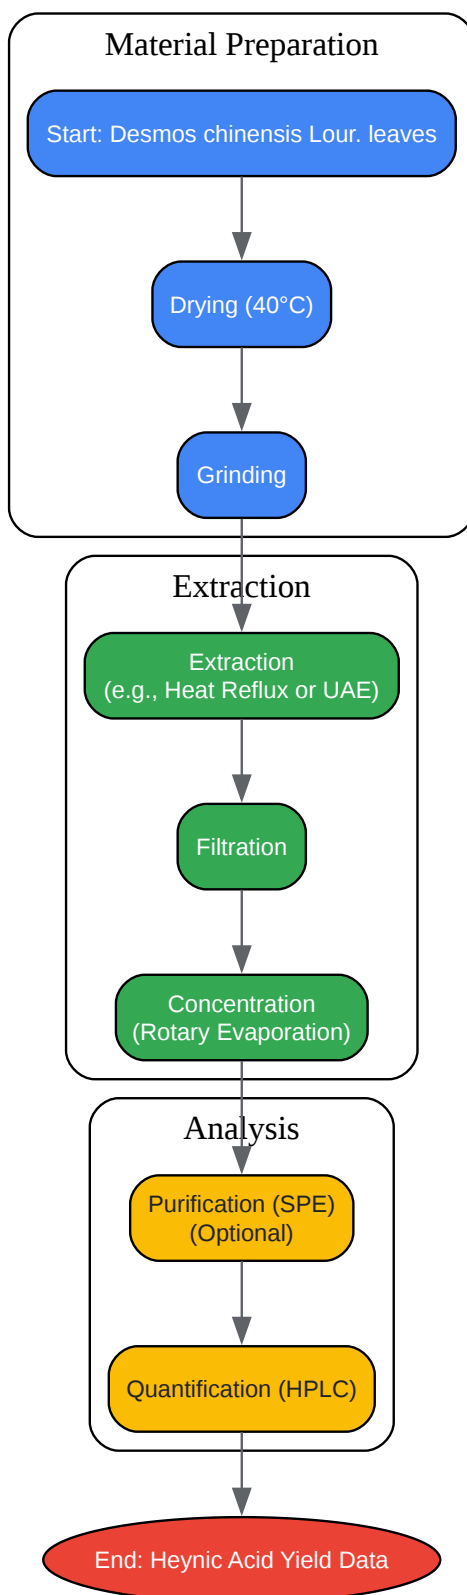 Material Preparation
Start: Desmos chinensis Lour. leaves
Drying (40°C)
Grinding
Extraction
Extraction
(e.g., Heat Reflux or UAE)
Filtration
Concentration
(Rotary Evaporation)
Analysis
Purification (SPE)
(Optional)
Quantification (HPLC)
End: Heynic Acid Yield Data